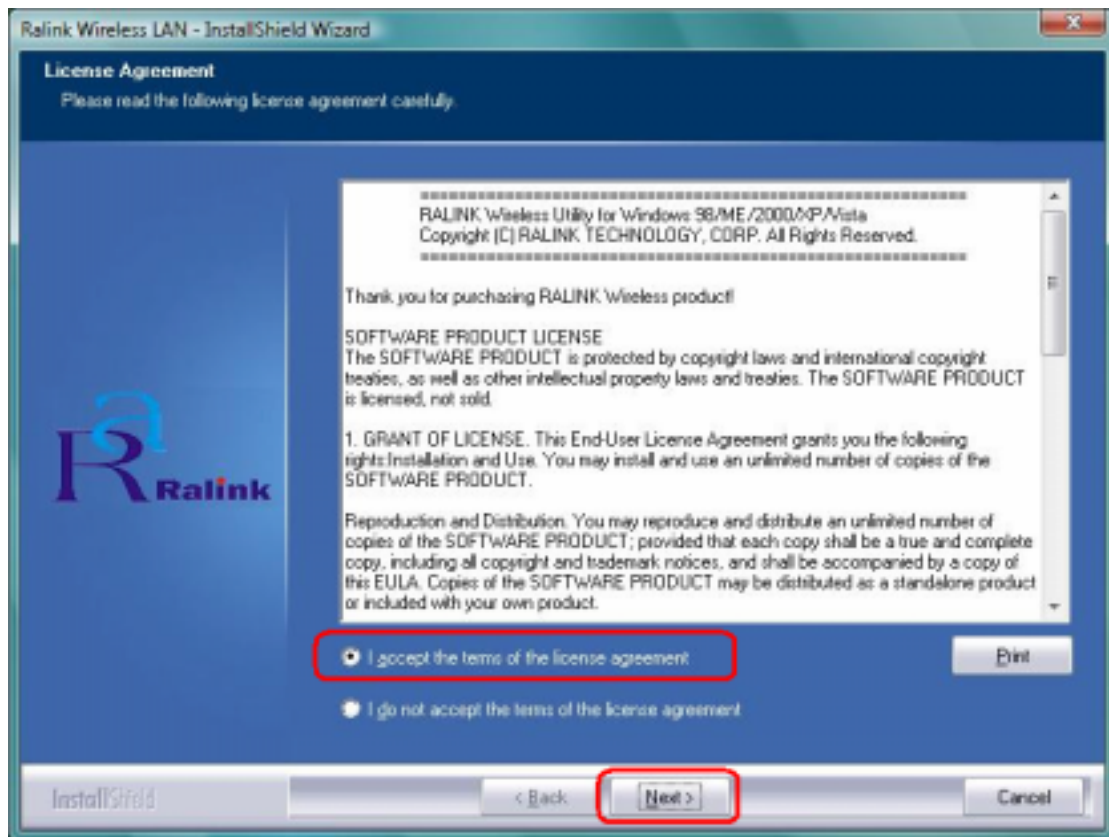 Ralink Wireless LAN - InstallShield Wizard
License Agreement
Please read the following license agreement carefully.
============================================================
RALINK Wireless Utility for Windows 98/ME/2000/XP/Vista
Copyright (C) RALINK TECHNOLOGY, CORP. All Rights Reserved.
============================================================
Thank you for purchasing RALINK Wireless product!
SOFTWARE PRODUCT LICENSE
The SOFTWARE PRODUCT is protected by copyright laws and international copyright
treaties, as well as other intellectual property laws and treaties. The SOFTWARE PRODUCT
is licensed, not sold.
1. GRANT OF LICENSE. This End-User License Agreement grants you the following
rights:Installation and Use. You may install and use an unlimited number of copies of the
SOFTWARE PRODUCT.
Reproduction and Distribution. You may reproduce and distribute an unlimited number of
copies of the SOFTWARE PRODUCT; provided that each copy shall be a true and complete
copy, including all copyright and trademark notices, and shall be accompanied by a copy of
this EULA. Copies of the SOFTWARE PRODUCT may be distributed as a standalone product
or included with your own product.
Ra Ralink
I accept the terms of the license agreement
Print
I do not accept the terms of the license agreement
InstallShield
< Back
Next >
Cancel